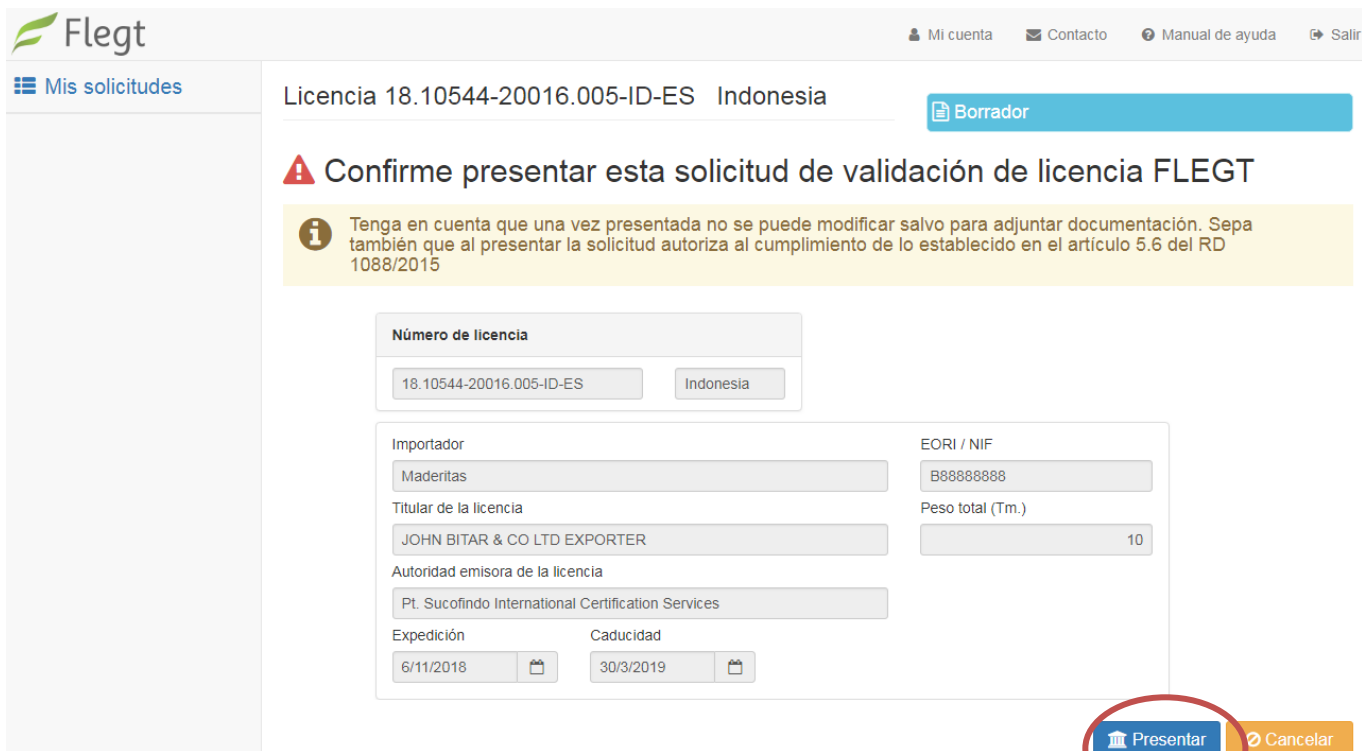 Flegt
Mi cuenta Contacto Manual de ayuda Salir
Mis solicitudes
Licencia 18.10544-20016.005-ID-ES Indonesia
Borrador
Confirme presentar esta solicitud de validación de licencia FLEGT
Tenga en cuenta que una vez presentada no se puede modificar salvo para adjuntar documentación. Sepa
también que al presentar la solicitud autoriza al cumplimiento de lo establecido en el artículo 5.6 del RD
1088/2015
Número de licencia
18.10544-20016.005-ID-ES Indonesia
Importador EORI / NIF
Maderitas B88888888
Titular de la licencia Peso total (Tm.)
JOHN BITAR & CO LTD EXPORTER 10
Autoridad emisora de la licencia
Pt. Sucofindo International Certification Services
Expedición Caducidad
6/11/2018 30/3/2019
Presentar Cancelar